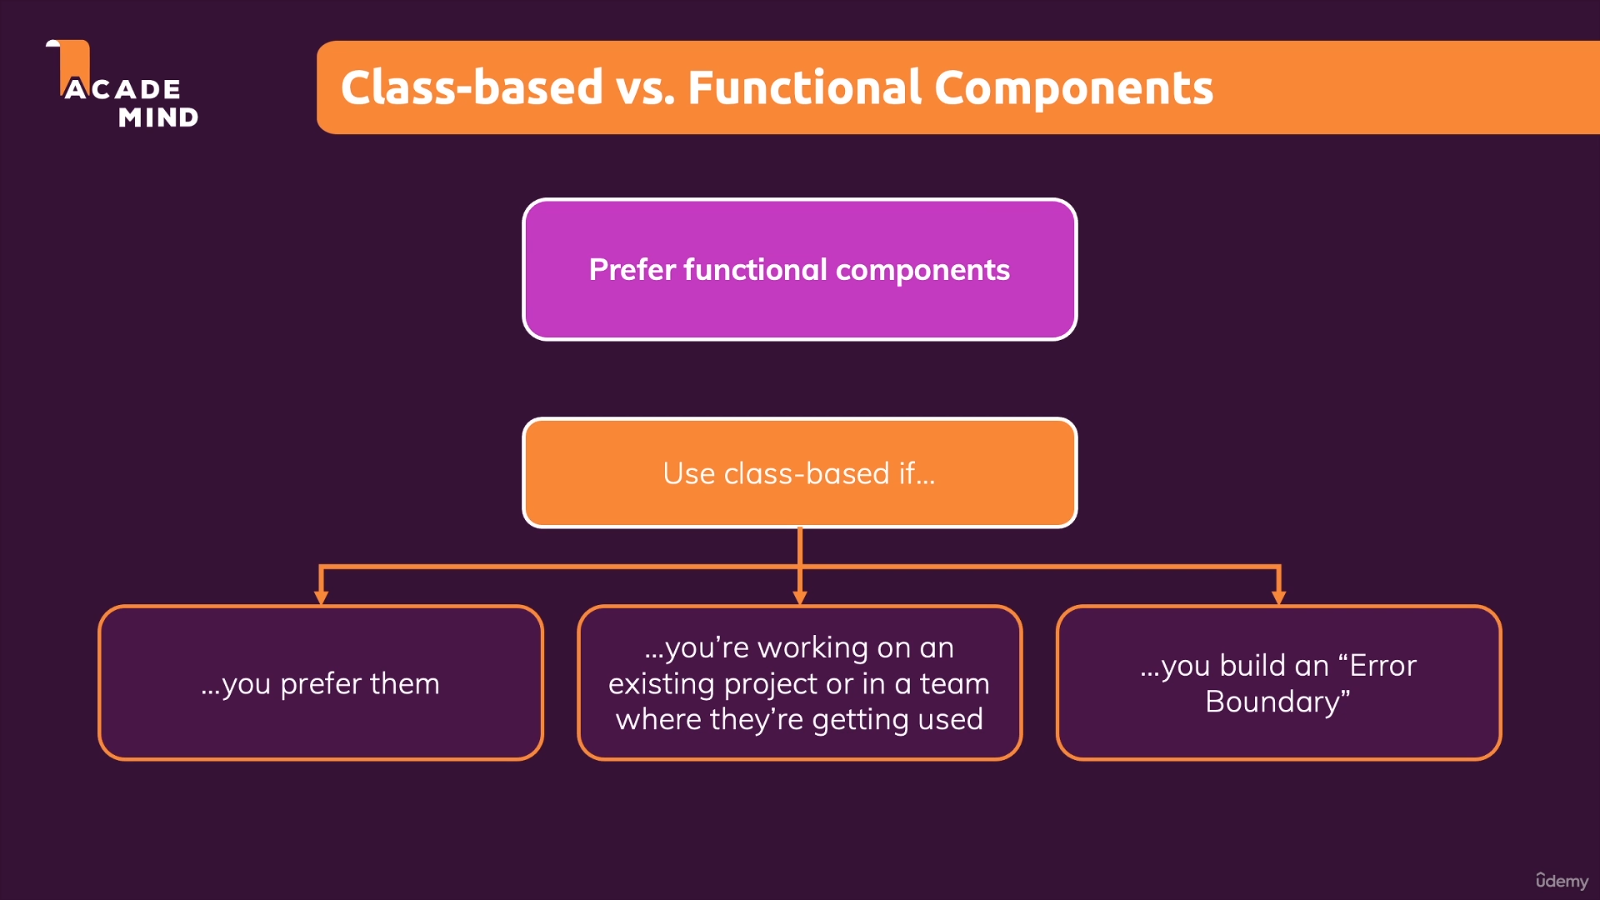 ACADE
MIND
Class-based vs. Functional Components
Prefer functional components
Use class-based if...
...you prefer them
...you’re working on an
existing project or in a team
where they’re getting used
...you build an “Error
Boundary”
ûdemy